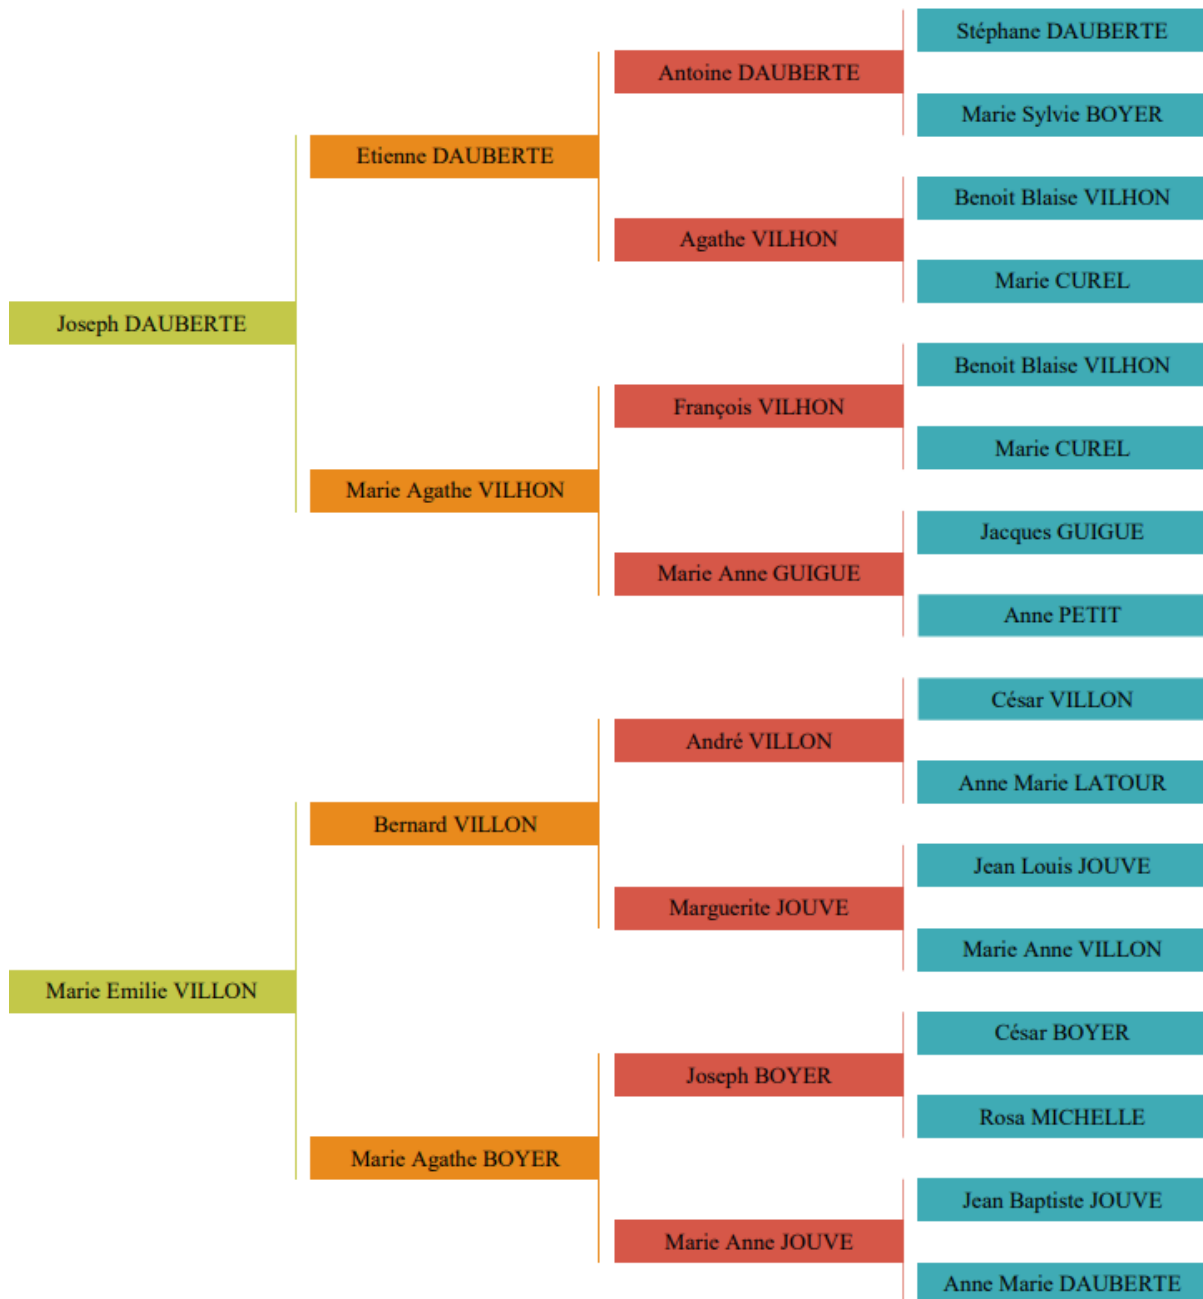 Stéphane DAUBERTE
Antoine DAUBERTE
Marie Sylvie BOYER
Etienne DAUBERTE
Benoit Blaise VILHON
Agathe VILHON
Marie CUREL
Joseph DAUBERTE
Benoit Blaise VILHON
François VILHON
Marie CUREL
Marie Agathe VILHON
Jacques GUIGUE
Marie Anne GUIGUE
Anne PETIT
César VILLON
André VILLON
Anne Marie LATOUR
Bernard VILLON
Jean Louis JOUVE
Marguerite JOUVE
Marie Anne VILLON
Marie Emilie VILLON
César BOYER
Joseph BOYER
Rosa MICHELLE
Marie Agathe BOYER
Jean Baptiste JOUVE
Marie Anne JOUVE
Anne Marie DAUBERTE